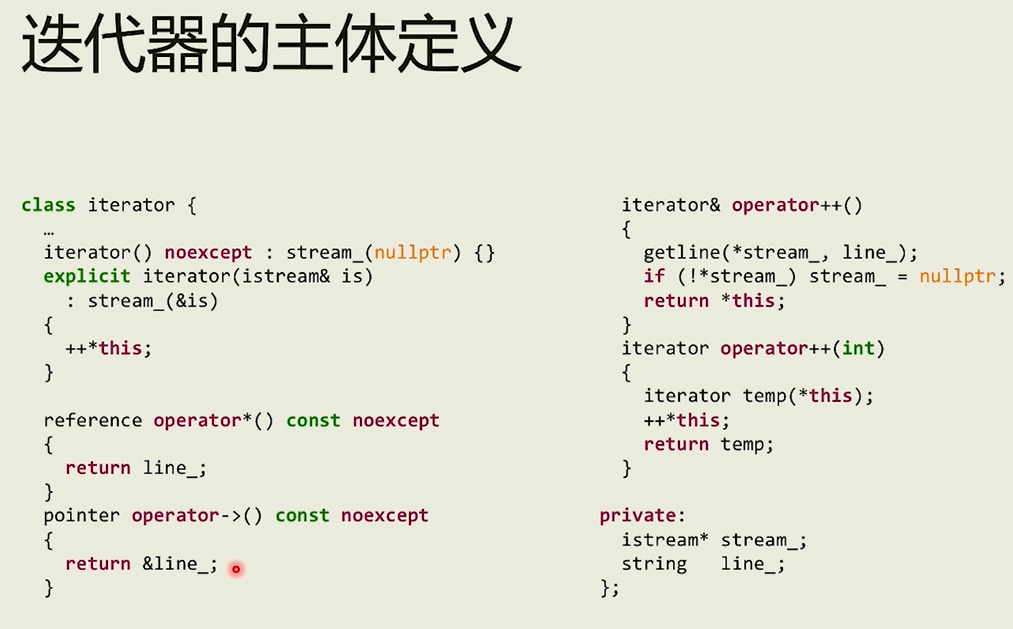 迭代器的主体定义
class iterator {
  …
  iterator() noexcept : stream_(nullptr) {}
  explicit iterator(istream& is)
    : stream_(&is)
  {
    ++*this;
  }
  reference operator*() const noexcept
  {
    return line_;
  }
  pointer operator->() const noexcept
  {
    return &line_;
  }
  iterator& operator++()
  {
    getline(*stream_, line_);
    if (!*stream_) stream_ = nullptr;
    return *this;
  }
  iterator operator++(int)
  {
    iterator temp(*this);
    ++*this;
    return temp;
  }
private:
  istream* stream_;
  string   line_;
};